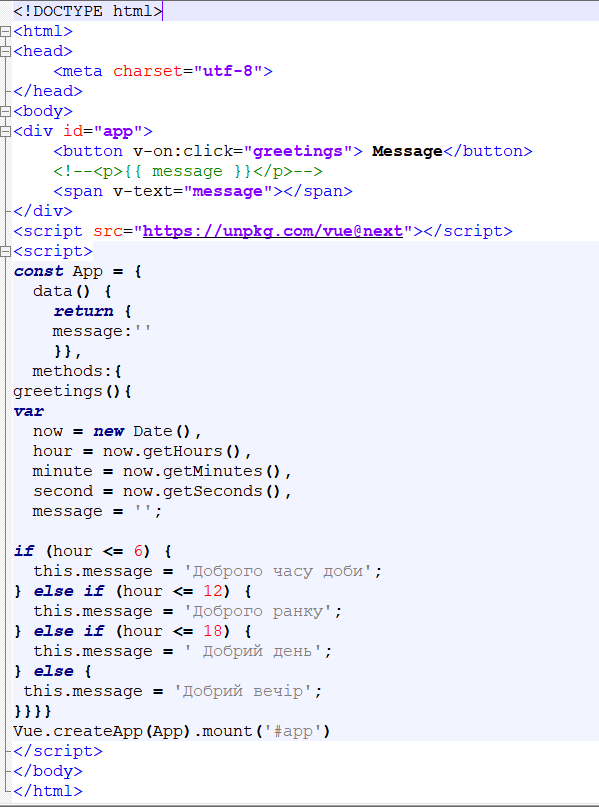 <!DOCTYPE html>
<html>
<head>
    <meta charset="utf-8">
</head>
<body>
<div id="app">
    <button v-on:click="greetings"> Message</button>
    <!--<p>{{ message }}</p>-->
    <span v-text="message"></span>
</div>
<script src="https://unpkg.com/vue@next"></script>
<script>
const App = {
  data() {
    return {
    message:''
    }},
  methods:{
greetings(){
var
  now = new Date(),
  hour = now.getHours(),
  minute = now.getMinutes(),
  second = now.getSeconds(),
  message = '';

if (hour <= 6) {
  this.message = 'Доброго часу доби';
} else if (hour <= 12) {
  this.message = 'Доброго ранку';
} else if (hour <= 18) {
  this.message = ' Добрий день';
} else {
 this.message = 'Добрий вечір';
}}}}
Vue.createApp(App).mount('#app')
</script>
</body>
</html>